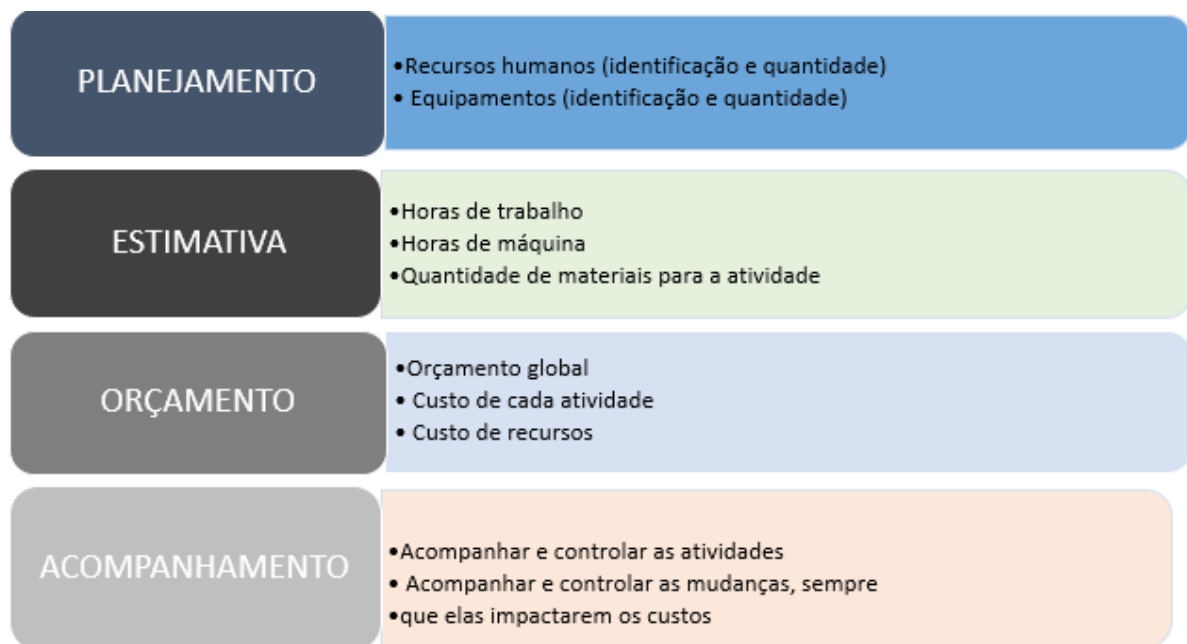 PLANEJAMENTO
•Recursos humanos (identificação e quantidade)
• Equipamentos (identificação e quantidade)
ESTIMATIVA
•Horas de trabalho
•Horas de máquina
•Quantidade de materiais para a atividade
ORÇAMENTO
•Orçamento global
• Custo de cada atividade
• Custo de recursos
ACOMPANHAMENTO
•Acompanhar e controlar as atividades
• Acompanhar e controlar as mudanças, sempre
•que elas impactarem os custos